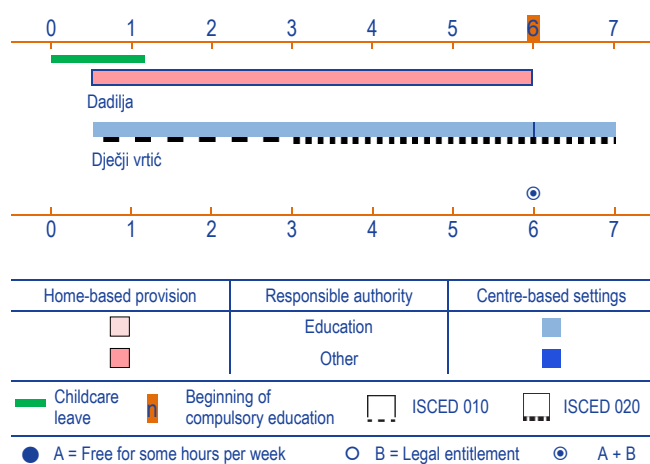 0 1 2 3 4 5 6 7
Dadilja
Dječji vrtić
0 1 2 3 4 5 6 7
Home-based provision Responsible authority Centre-based settings
Education
Other
Childcare
leave
n
Beginning of
compulsory education
ISCED 010
ISCED 020
A = Free for some hours per week B = Legal entitlement A + B